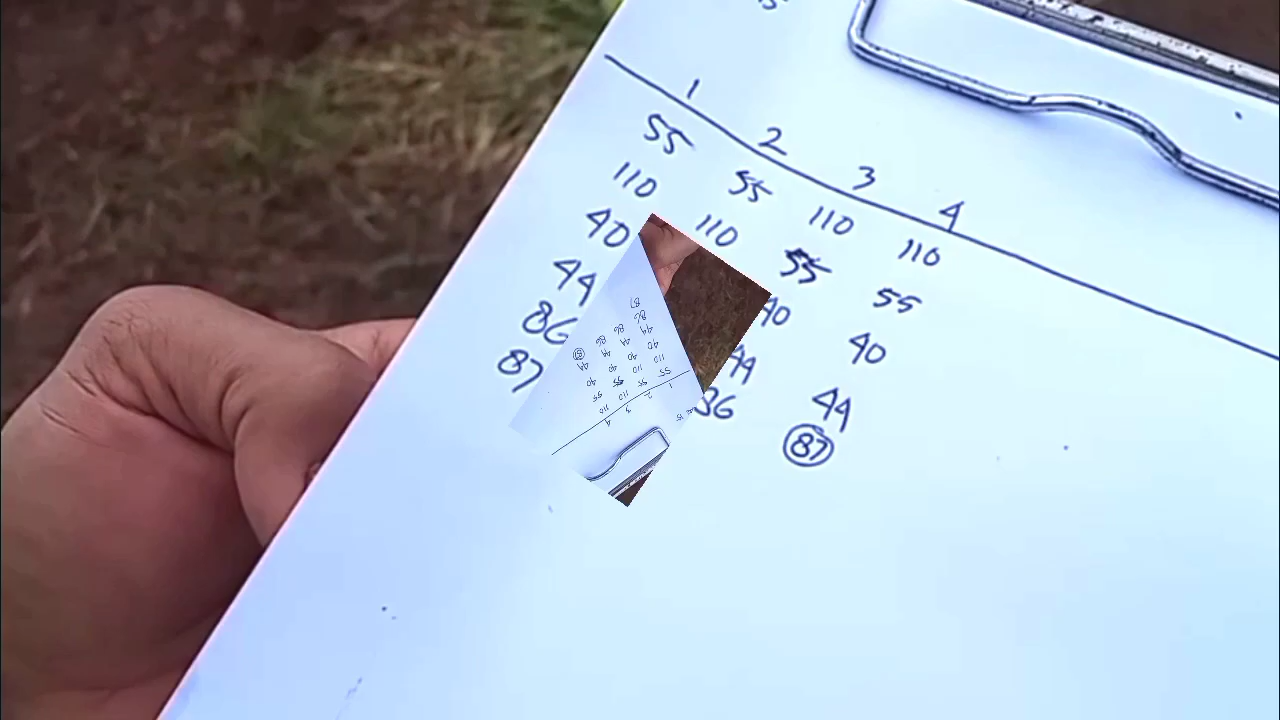 1 2 3 4
55 55 110 110
110 110 55 55
40 40 40
44 44 44
86 86 87
87